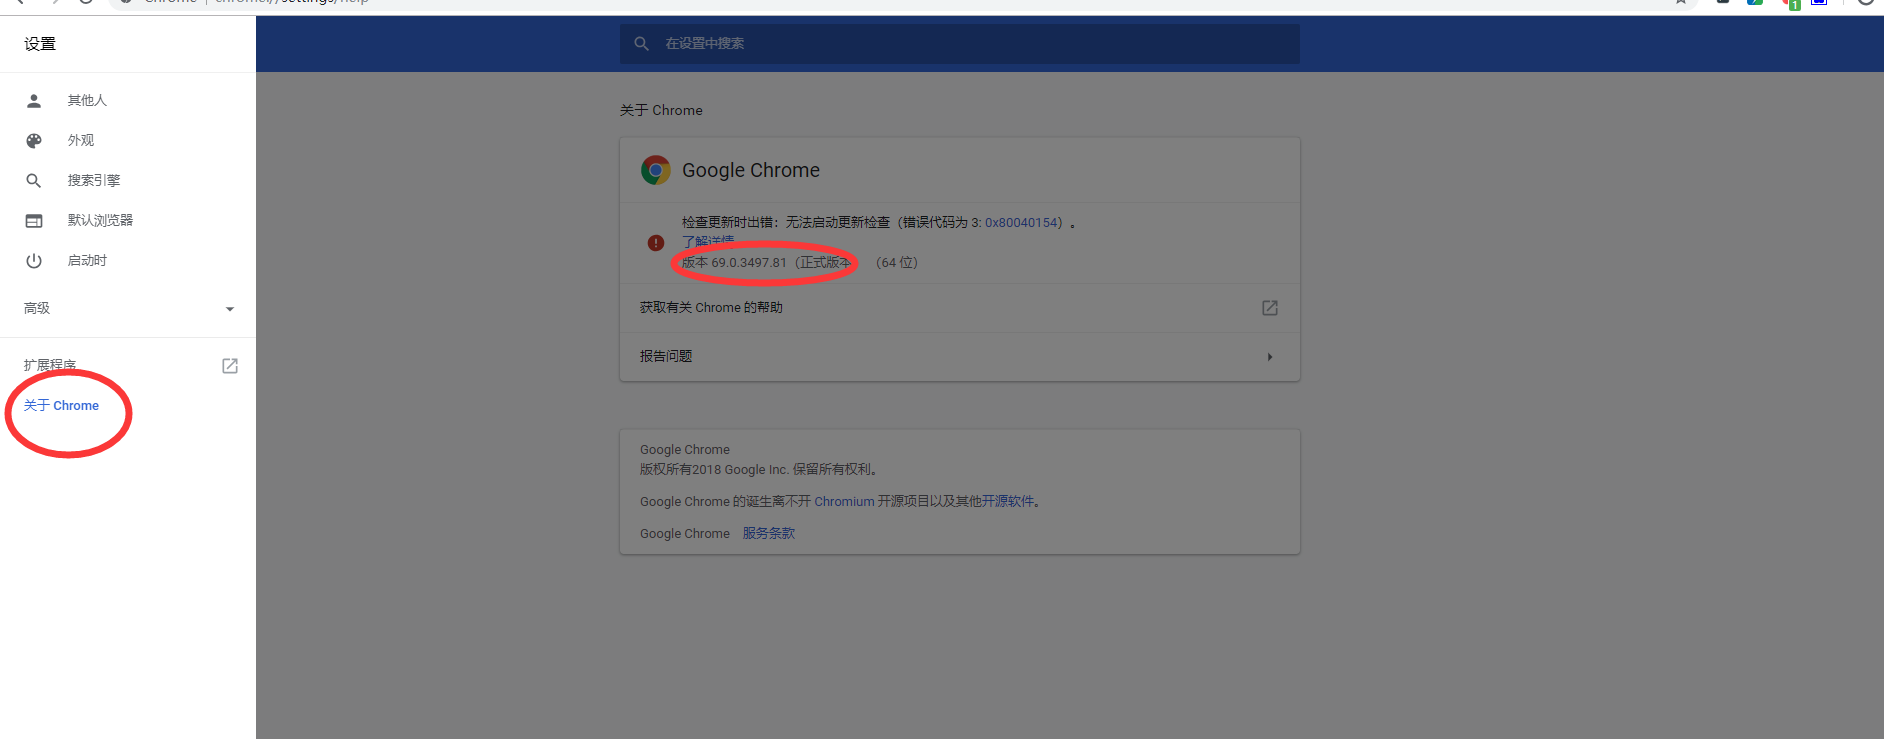 Chrome | chrome://settings/help
1
设置
在设置中搜索
其他人
外观
搜索引擎
默认浏览器
启动时
高级
扩展程序
关于 Chrome
关于 Chrome
Google Chrome
检查更新时出错：无法启动更新检查（错误代码为 3: 0x80040154）。
了解详情
版本 69.0.3497.81（正式版本）（64 位）
获取有关 Chrome 的帮助
报告问题
Google Chrome
版权所有2018 Google Inc. 保留所有权利。
Google Chrome 的诞生离不开 Chromium 开源项目以及其他开源软件。
Google Chrome 服务条款